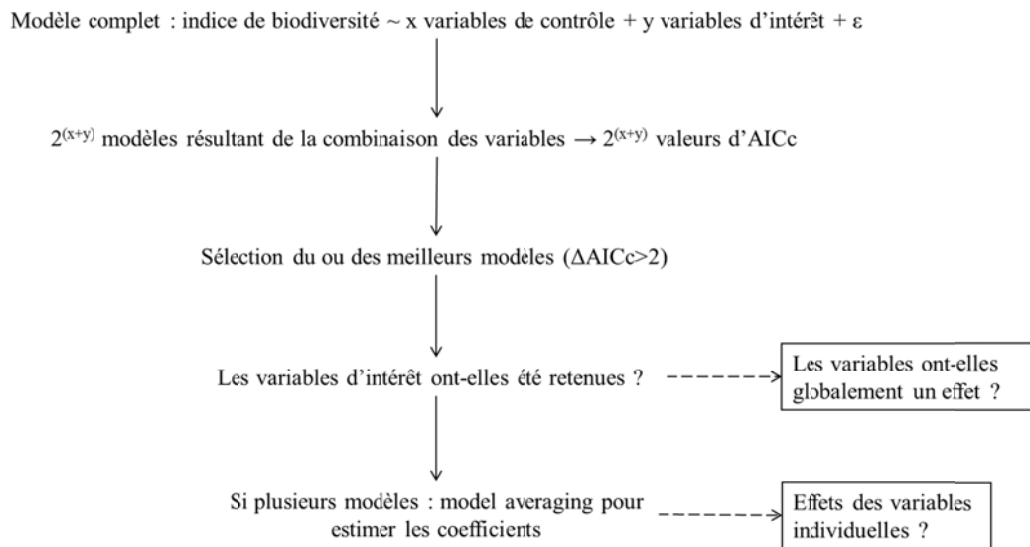 Modèle complet : indice de biodiversité ~ x variables de contrôle + y variables d'intérêt + ε
2^(x+y) modèles résultant de la combinaison des variables → 2^(x+y) valeurs d'AICc
Sélection du ou des meilleurs modèles (ΔAICc>2)
Les variables d'intérêt ont-elles été retenues ?
Les variables ont-elles
globalement un effet ?
Si plusieurs modèles : model averaging pour
estimer les coefficients
Effets des variables
individuelles ?